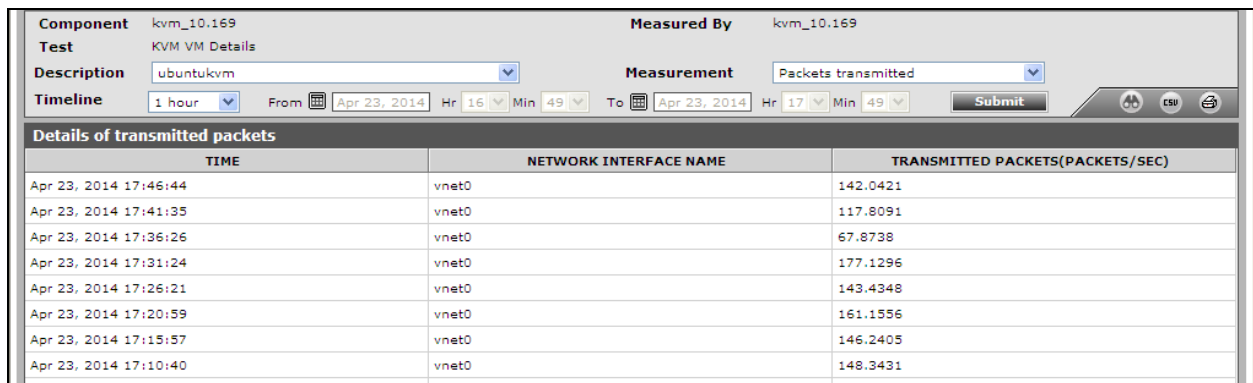 Component kvm_10.169 Measured By kvm_10.169
Test KVM VM Details
Description ubuntukvm Measurement Packets transmitted
Timeline 1 hour From Apr 23, 2014 Hr 16 Min 49 To Apr 23, 2014 Hr 17 Min 49 Submit CSV
Details of transmitted packets
TIME NETWORK INTERFACE NAME TRANSMITTED PACKETS(PACKETS/SEC)
Apr 23, 2014 17:46:44 vnet0 142.0421
Apr 23, 2014 17:41:35 vnet0 117.8091
Apr 23, 2014 17:36:26 vnet0 67.8738
Apr 23, 2014 17:31:24 vnet0 177.1296
Apr 23, 2014 17:26:21 vnet0 143.4348
Apr 23, 2014 17:20:59 vnet0 161.1556
Apr 23, 2014 17:15:57 vnet0 146.2405
Apr 23, 2014 17:10:40 vnet0 148.3431